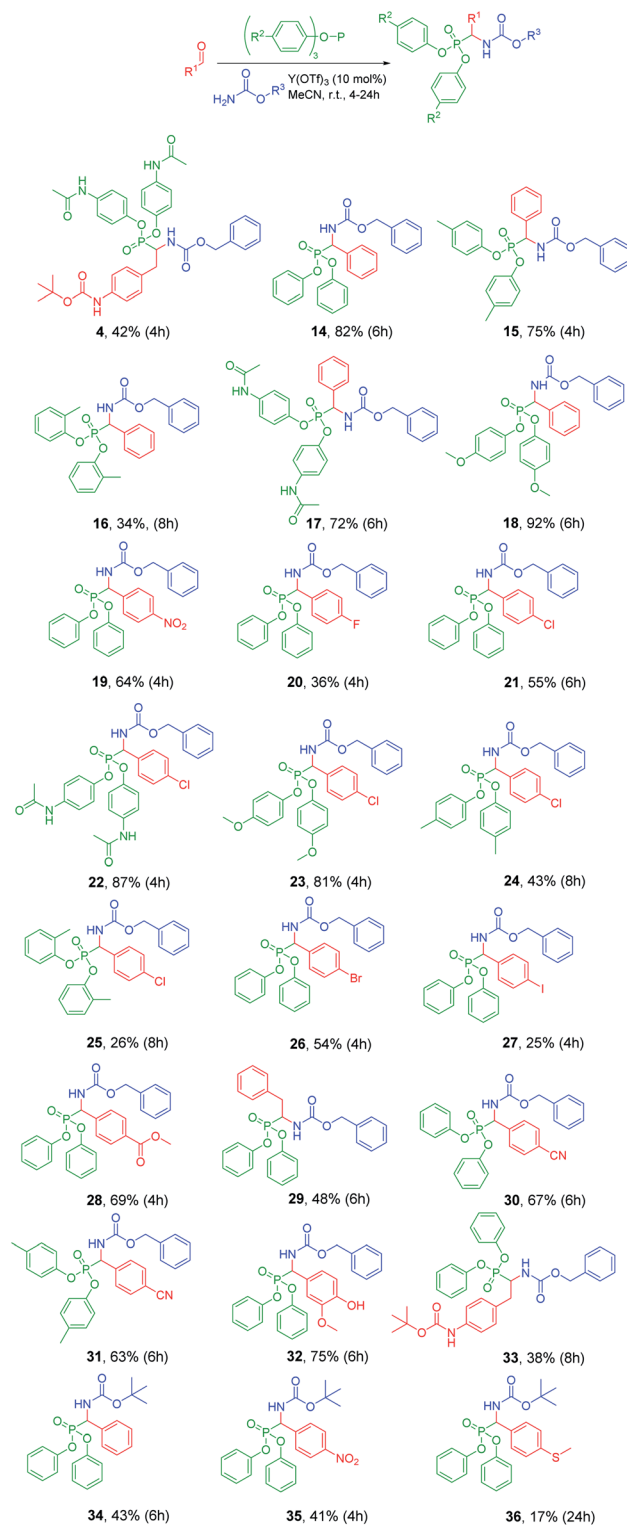 O
R1
R2
O
P
3
H2N
O
O
R3
Y(OTf)3 (10 mol%)
MeCN, r.t., 4-24h
R2
O
P
O
O
R1
N
H
O
O
R3
R2
4, 42% (4h)
14, 82% (6h)
15, 75% (4h)
16, 34%, (8h)
17, 72% (6h)
18, 92% (6h)
19, 64% (4h)
20, 36% (4h)
21, 55% (6h)
22, 87% (4h)
23, 81% (4h)
24, 43% (8h)
25, 26% (8h)
26, 54% (4h)
27, 25% (4h)
28, 69% (4h)
29, 48% (6h)
30, 67% (6h)
31, 63% (6h)
32, 75% (6h)
33, 38% (8h)
34, 43% (6h)
35, 41% (4h)
36, 17% (24h)